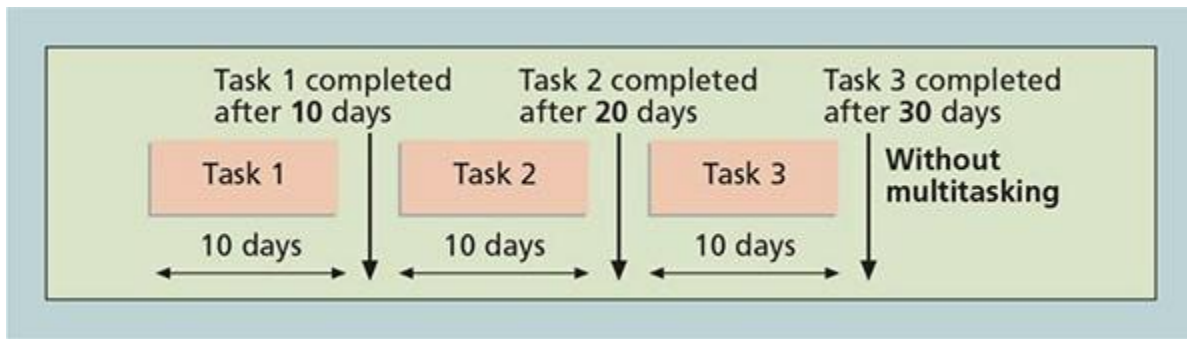 Task 1 completed
after 10 days
Task 2 completed
after 20 days
Task 3 completed
after 30 days
Task 1
Task 2
Task 3
Without
multitasking
10 days
10 days
10 days